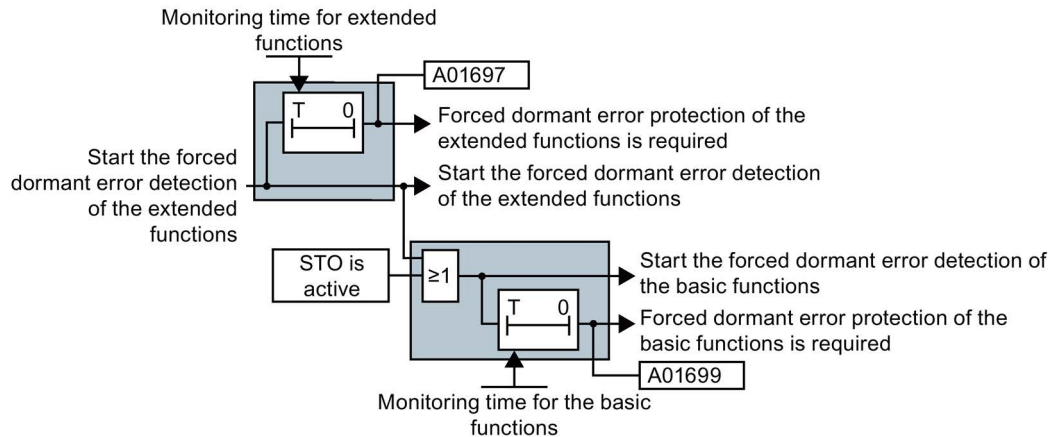 Monitoring time for extended
functions
A01697
T 0
Forced dormant error protection of the
extended functions is required
Start the forced
dormant error detection
of the extended
functions
Start the forced dormant error detection
of the extended functions
STO is
active
≥1
Start the forced dormant error detection of
the basic functions
T 0
Forced dormant error protection of the
basic functions is required
A01699
Monitoring time for the basic
functions